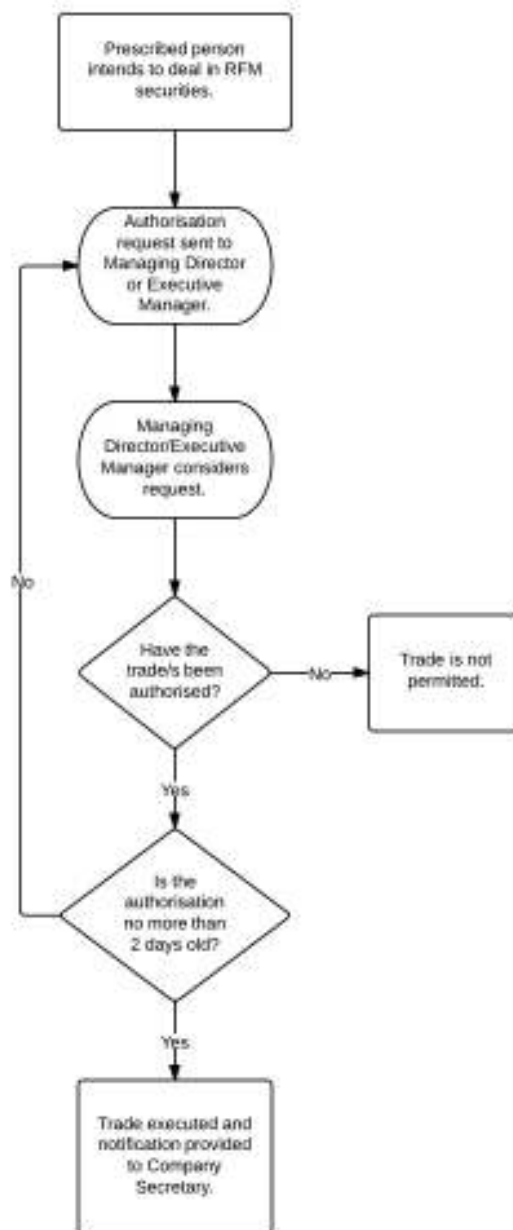 Prescribed person
intends to deal in RFM
securities.
Authorisation
request sent to
Managing Director
or Executive
Manager.
Managing
Director/Executive
Manager considers
request.
No
Have the
trade/s been
authorised?
No
Trade is not
permitted.
Yes
Is the
authorisation
no more than
2 days old?
Yes
Trade executed and
notification provided
to Company
Secretary.